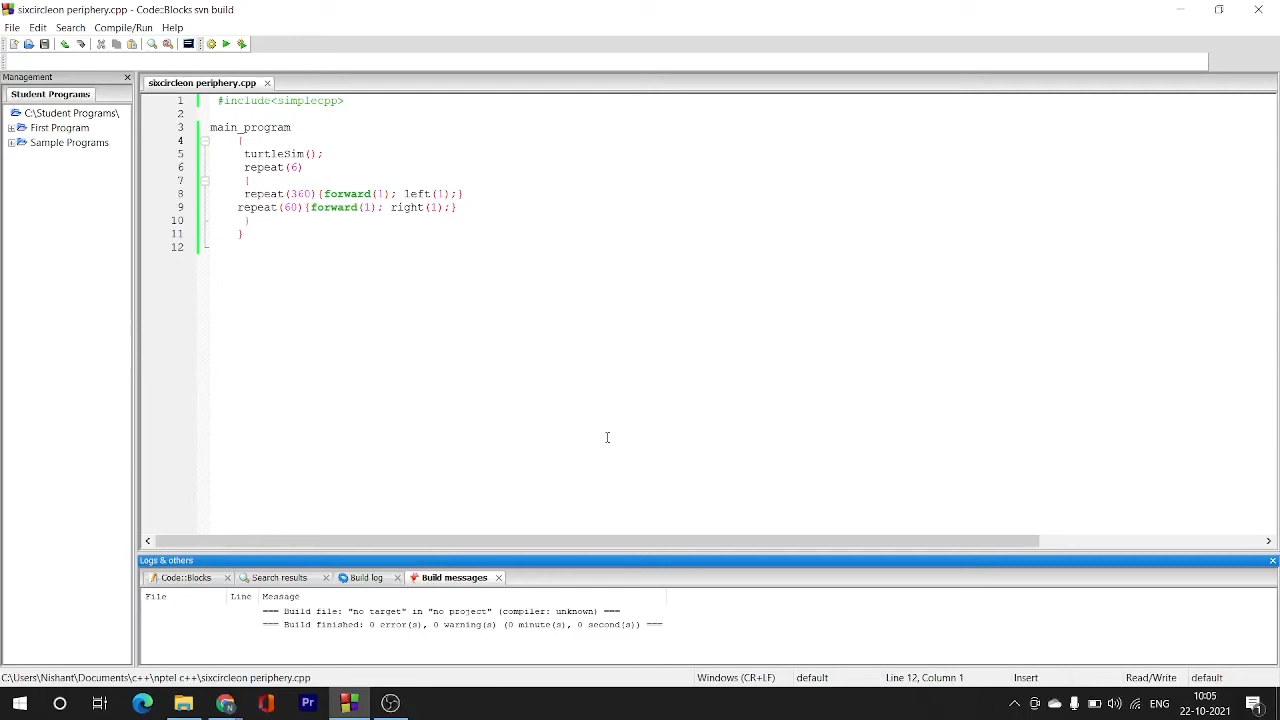 sixcircleon periphery.cpp - Code::Blocks svn build
File Edit Search Compile/Run Help
Management
sixcircleon periphery.cpp
Student Programs
C:\Student Programs\
First Program
Sample Programs
1 #include<simplecpp>
2
3 main_program
4 {
5 turtleSim();
6 repeat(6)
7 {
8 repeat(360){forward(1); left(1);}
9 repeat(60){forward(1); right(1);}
10 }
11 }
12
Logs & others
Code::Blocks Search results Build log Build messages
File Line Message
=== Build file: "no target" in "no project" (compiler: unknown) ===
=== Build finished: 0 error(s), 0 warning(s) (0 minute(s), 0 second(s)) ===
C:\Users\Nishant\Documents\c++\nptel c++\sixcircleon periphery.cpp Windows (CR+LF) default Line 12, Column 1 Insert Read/Write default
Pr
ENG
10:05
22-10-2021
1